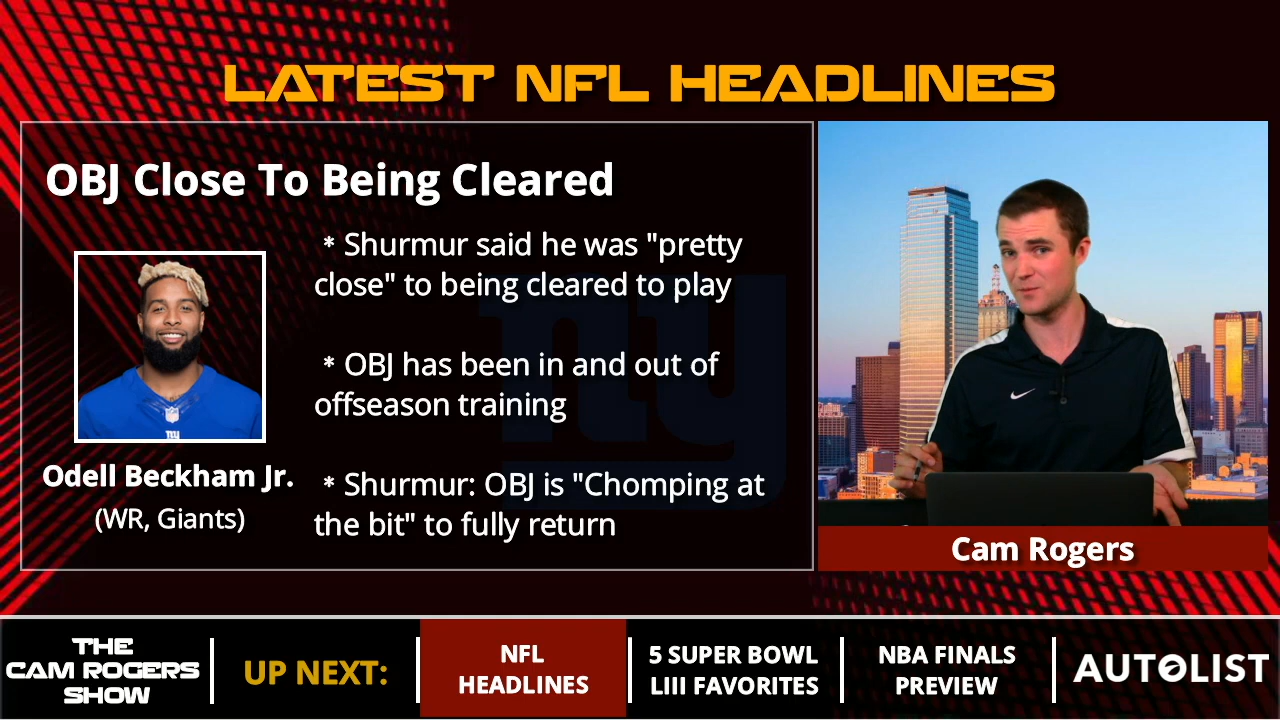 LATEST NFL HEADLINES
OBJ Close To Being Cleared
* Shurmur said he was "pretty
close" to being cleared to play
* OBJ has been in and out of
offseason training
* Shurmur: OBJ is "Chomping at
the bit" to fully return
ny
ny
Odell Beckham Jr.
(WR, Giants)
Cam Rogers
THE
CAM ROGERS
SHOW
UP NEXT:
NFL
HEADLINES
5 SUPER BOWL
LIII FAVORITES
NBA FINALS
PREVIEW
AUTOLIST